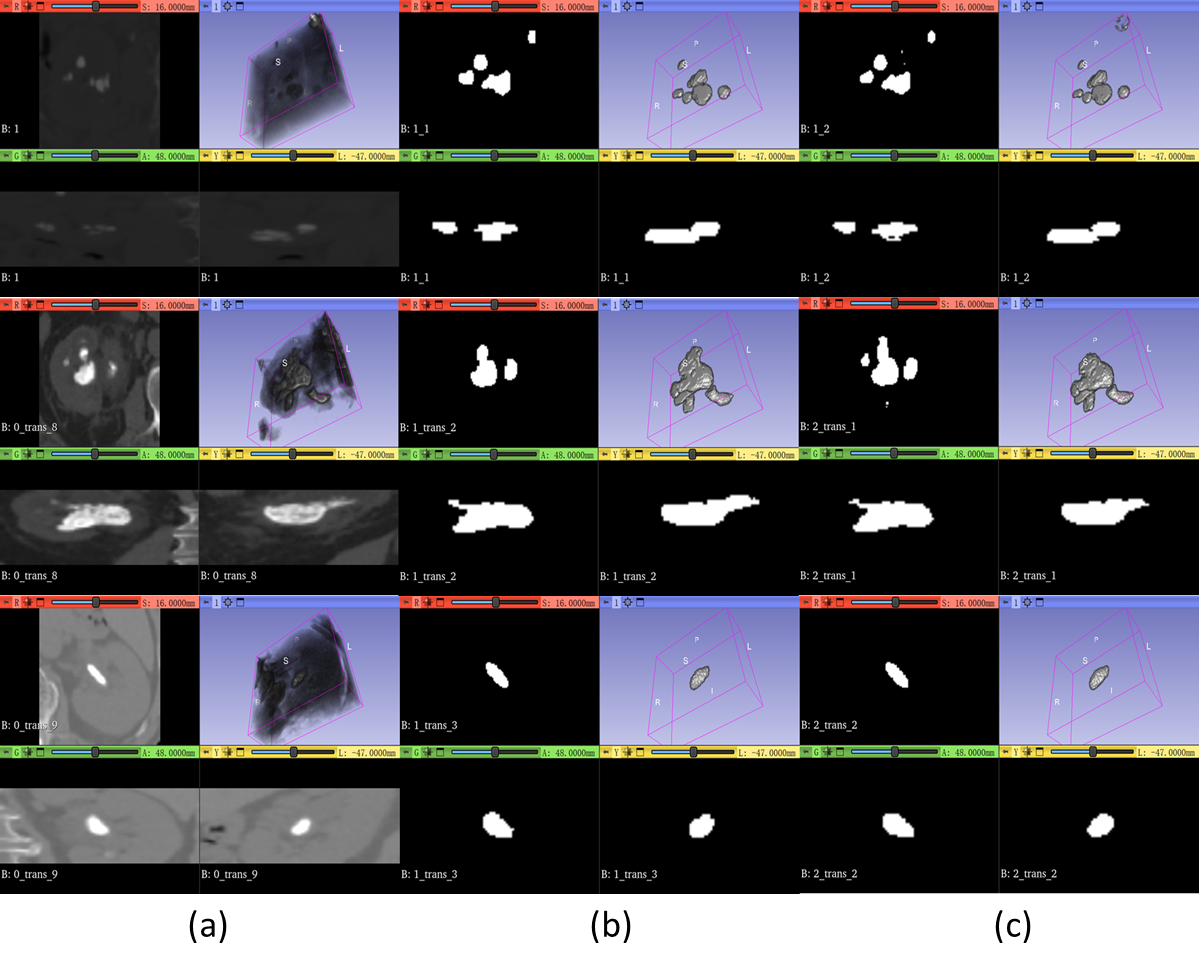 R S: 16.0000mm 1 R S: 16.0000mm 1 R S: 16.0000mm 1
S L R
P S L R
P S L R
B: 1 B: 1_1 B: 1_2
G A: 48.0000mm Y L: -47.0000mm G A: 48.0000mm Y L: -47.0000mm G A: 48.0000mm Y L: -47.0000mm
B: 1 B: 1 B: 1_1 B: 1_1 B: 1_2 B: 1_2
R S: 16.0000mm 1 R S: 16.0000mm 1 R S: 16.0000mm 1
S L R
P S L R
P S L R
B: 0_trans_8 B: 1_trans_2 B: 2_trans_1
G A: 48.0000mm Y L: -47.0000mm G A: 48.0000mm Y L: -47.0000mm G A: 48.0000mm Y L: -47.0000mm
B: 0_trans_8 B: 0_trans_8 B: 1_trans_2 B: 1_trans_2 B: 2_trans_1 B: 2_trans_1
R S: 16.0000mm 1 R S: 16.0000mm 1 R S: 16.0000mm 1
P S L R
P S L I R
P S L I R
B: 0_trans_9 B: 1_trans_3 B: 2_trans_2
G A: 48.0000mm Y L: -47.0000mm G A: 48.0000mm Y L: -47.0000mm G A: 48.0000mm Y L: -47.0000mm
B: 0_trans_9 B: 0_trans_9 B: 1_trans_3 B: 1_trans_3 B: 2_trans_2 B: 2_trans_2
(a) (b) (c)